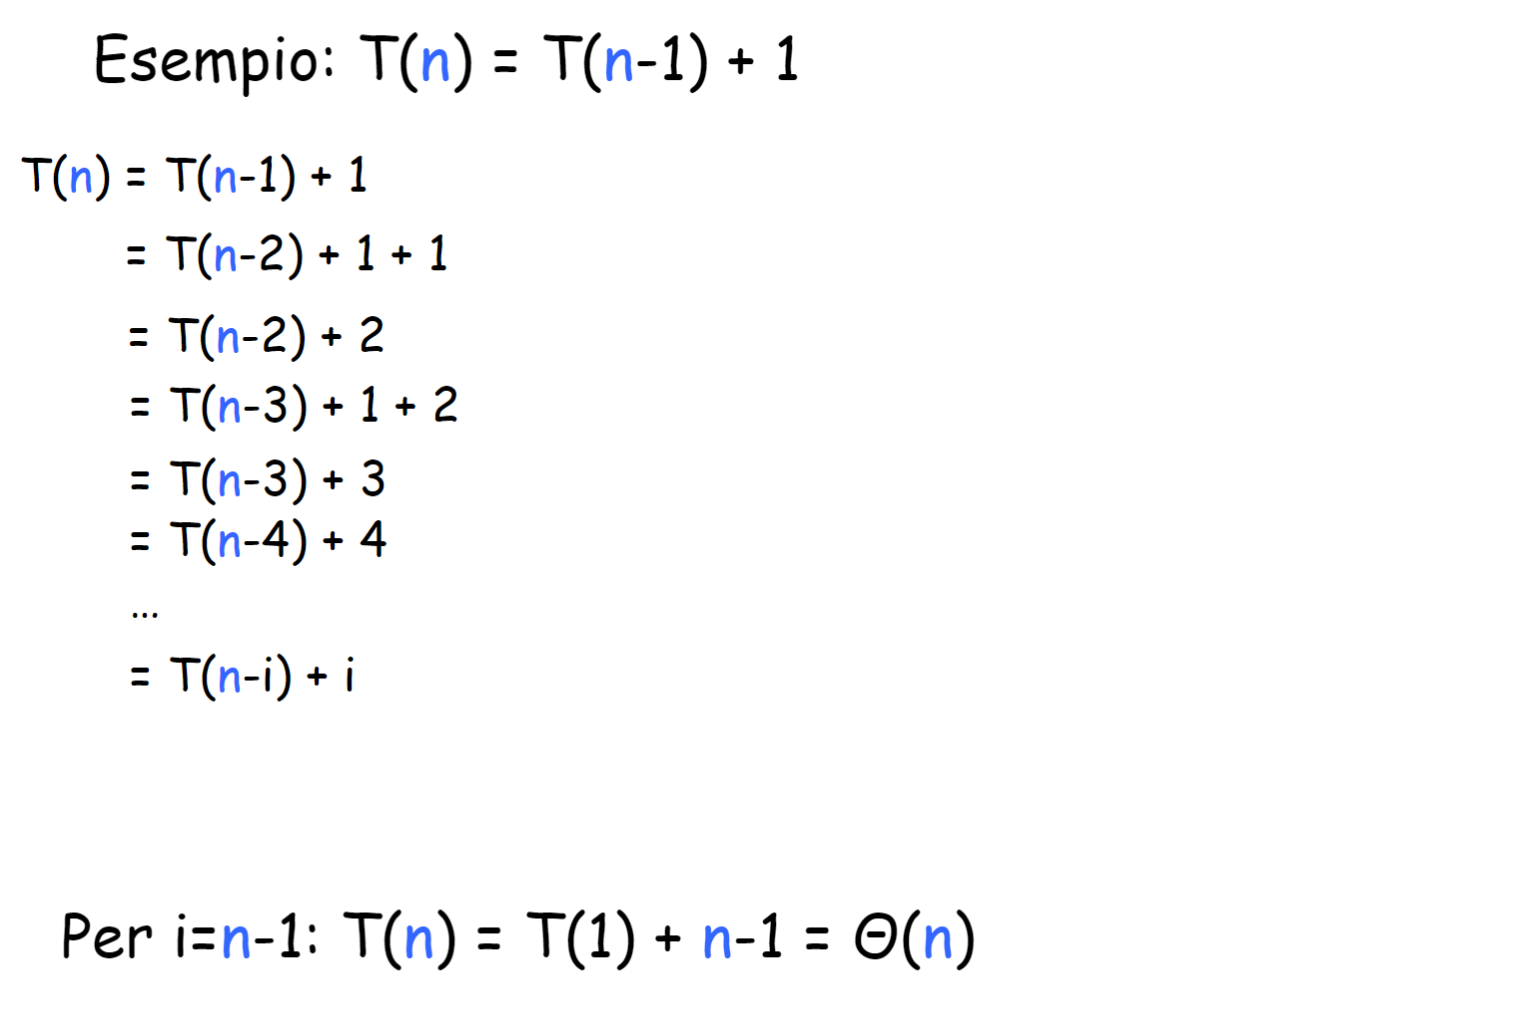 Esempio: T(n) = T(n-1) + 1
T(n) = T(n-1) + 1
= T(n-2) + 1 + 1
= T(n-2) + 2
= T(n-3) + 1 + 2
= T(n-3) + 3
= T(n-4) + 4
...
= T(n-i) + i
Per i=n-1: T(n) = T(1) + n-1 = Θ(n)